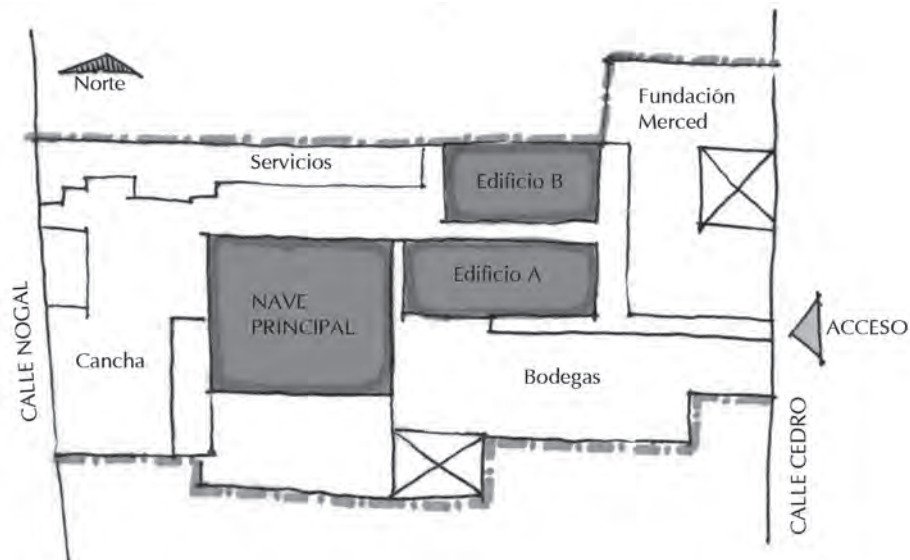 Norte
Fundación
Merced
Servicios
Edificio B
Edificio A
NAVE
PRINCIPAL
ACCESO
CALLE NOGAL
Cancha
Bodegas
CALLE CEDRO